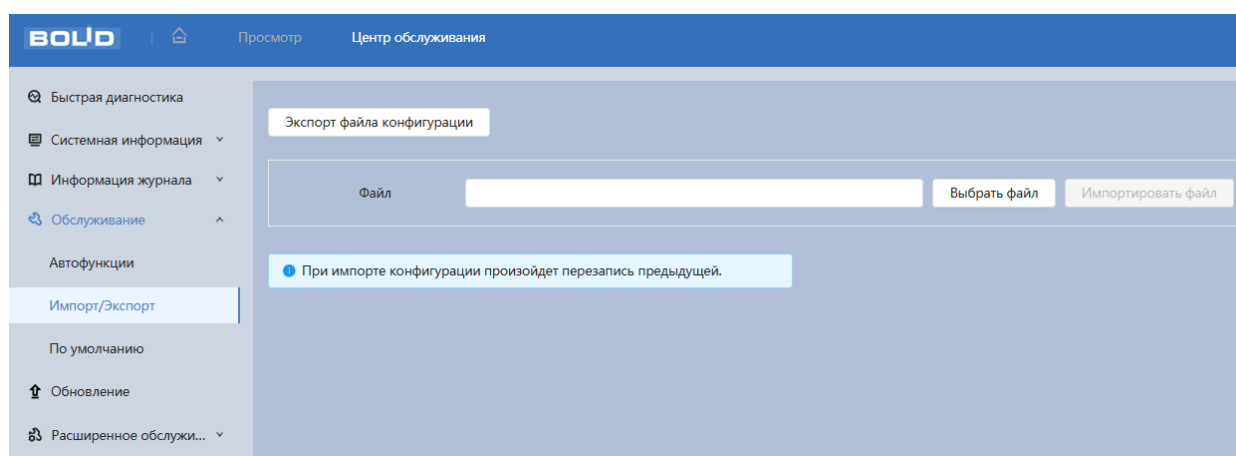 BOLID Просмотр Центр обслуживания
Быстрая диагностика
Системная информация
Информация журнала
Обслуживание
Автофункции
Импорт/Экспорт
По умолчанию
Обновление
Расширенное обслужи...
Экспорт файла конфигурации
Файл Выбрать файл Импортировать файл
При импорте конфигурации произойдет перезапись предыдущей.